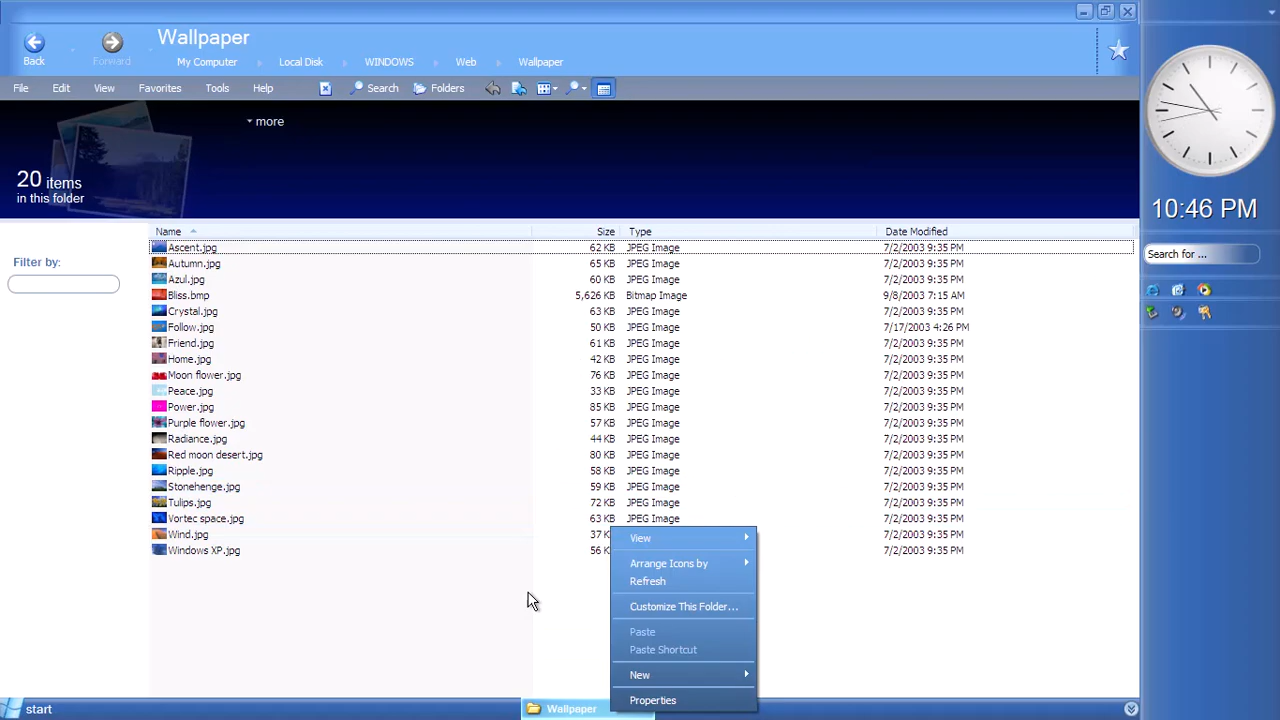 Wallpaper
Back
Forward
My Computer Local Disk WINDOWS Web Wallpaper
File Edit View Favorites Tools Help Search Folders
more
20 items
in this folder
Filter by:
Name Size Type Date Modified
Ascent.jpg 62 KB JPEG Image 7/2/2003 9:35 PM
Autumn.jpg 65 KB JPEG Image 7/2/2003 9:35 PM
Azul.jpg 60 KB JPEG Image 7/2/2003 9:35 PM
Bliss.bmp 5,626 KB Bitmap Image 9/8/2003 7:15 AM
Crystal.jpg 63 KB JPEG Image 7/2/2003 9:35 PM
Follow.jpg 50 KB JPEG Image 7/17/2003 4:26 PM
Friend.jpg 61 KB JPEG Image 7/2/2003 9:35 PM
Home.jpg 42 KB JPEG Image 7/2/2003 9:35 PM
Moon flower.jpg 76 KB JPEG Image 7/2/2003 9:35 PM
Peace.jpg 33 KB JPEG Image 7/2/2003 9:35 PM
Power.jpg 85 KB JPEG Image 7/2/2003 9:35 PM
Purple flower.jpg 57 KB JPEG Image 7/2/2003 9:35 PM
Radiance.jpg 44 KB JPEG Image 7/2/2003 9:35 PM
Red moon desert.jpg 80 KB JPEG Image 7/2/2003 9:35 PM
Ripple.jpg 58 KB JPEG Image 7/2/2003 9:35 PM
Stonehenge.jpg 59 KB JPEG Image 7/2/2003 9:35 PM
Tulips.jpg 72 KB JPEG Image 7/2/2003 9:35 PM
Vortec space.jpg 63 KB JPEG Image 7/2/2003 9:35 PM
Wind.jpg 37 K 7/2/2003 9:35 PM
Windows XP.jpg 56 K 7/2/2003 9:35 PM
View
Arrange Icons by
Refresh
Customize This Folder...
Paste
Paste Shortcut
New
Properties
start
Wallpaper
10:46 PM
Search for ...